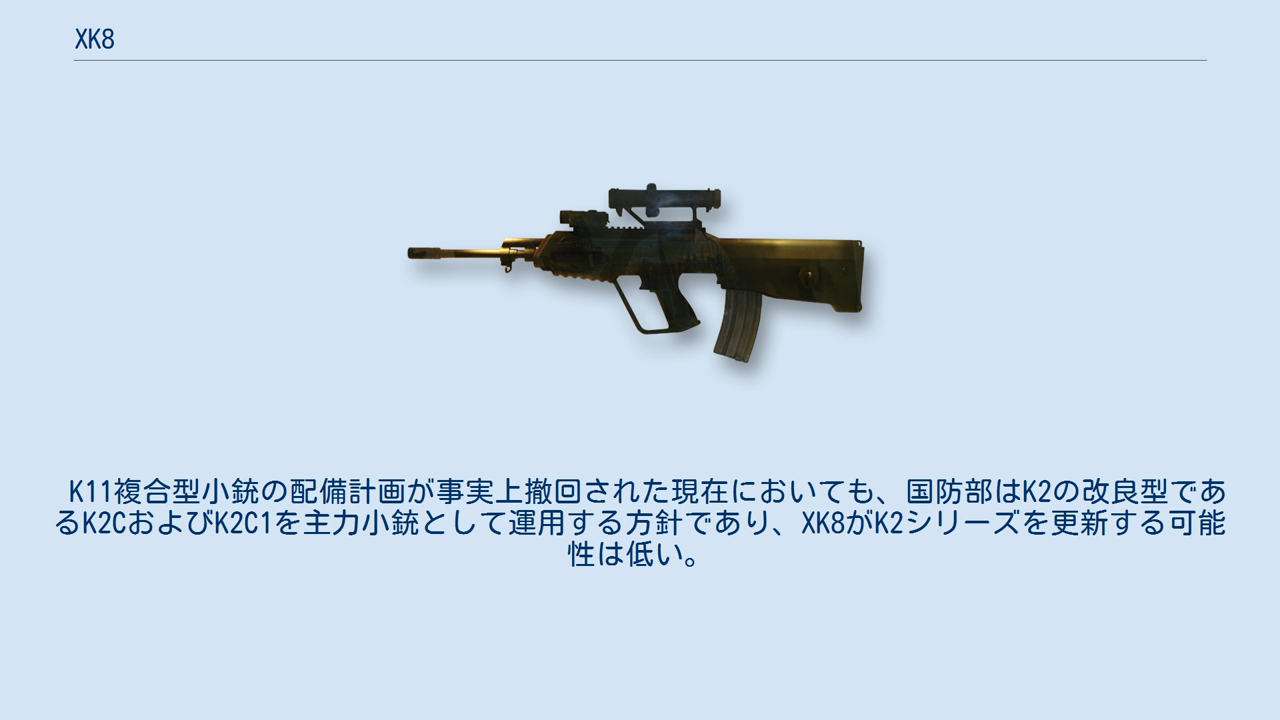 XK8
K11複合型小銃の配備計画が事実上撤回された現在においても、国防部はK2の改良型であ
るK2CおよびK2C1を主力小銃として運用する方針であり、XK8がK2シリーズを更新する可能
性は低い。